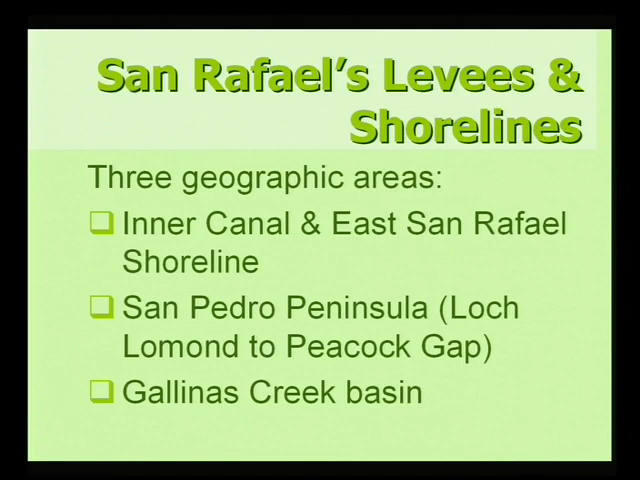 San Rafael's Levees &
Shorelines
Three geographic areas:
Inner Canal & East San Rafael
Shoreline
San Pedro Peninsula (Loch
Lomond to Peacock Gap)
Gallinas Creek basin